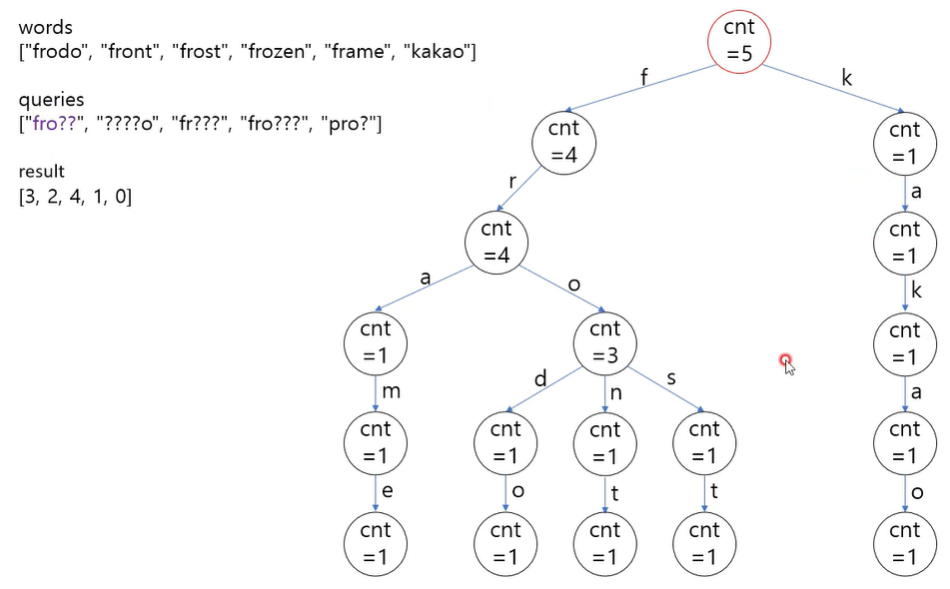 words
["frodo", "front", "frost", "frozen", "frame", "kakao"]
queries
["fro??", "????o", "fr???", "fro???", "pro?"]
result
[3, 2, 4, 1, 0]
cnt
=5
f
k
cnt
=4
cnt
=1
r
a
cnt
=4
cnt
=1
a
o
k
cnt
=1
cnt
=3
cnt
=1
m
d
n
s
a
cnt
=1
cnt
=1
cnt
=1
cnt
=1
cnt
=1
e
o
t
t
o
cnt
=1
cnt
=1
cnt
=1
cnt
=1
cnt
=1